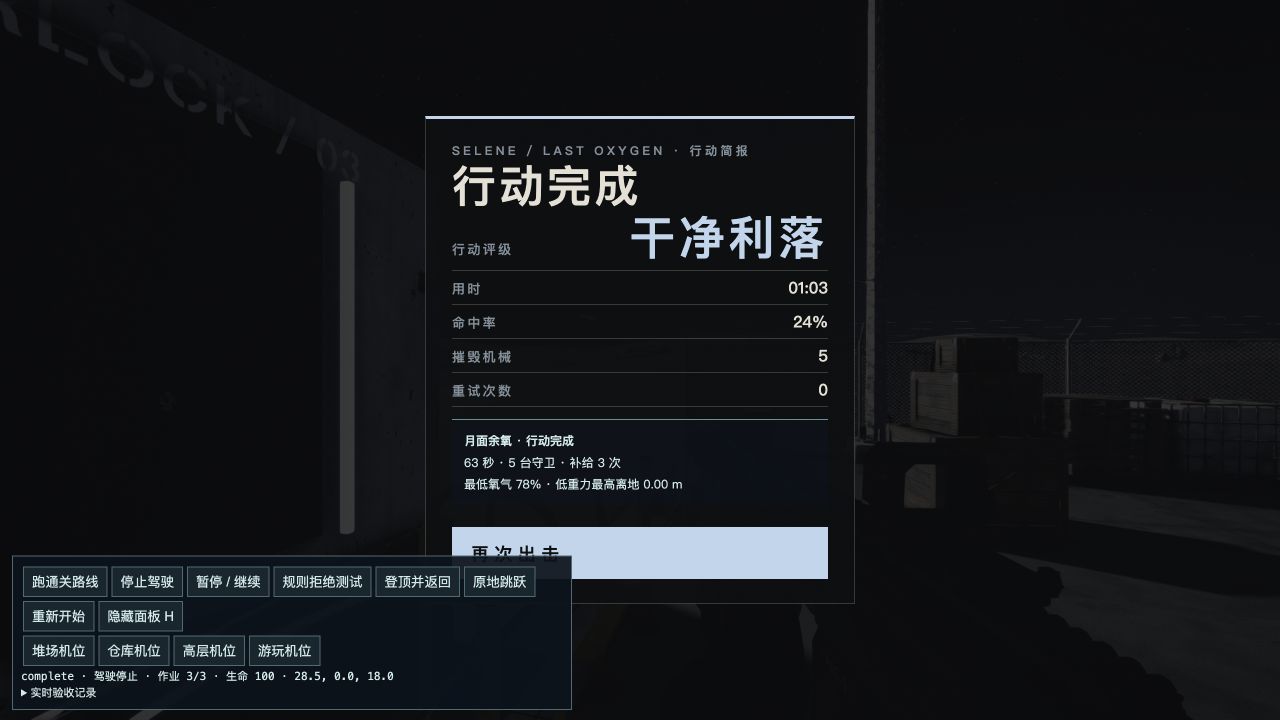 LOCK / 03
SELENE / LAST OXYGEN · 行动简报
行动完成
行动评级 干净利落
用时 01:03
命中率 24%
摧毁机械 5
重试次数 0
月面余氧 · 行动完成
63 秒 · 5 台守卫 · 补给 3 次
最低氧气 78% · 低重力最高离地 0.00 m
再次出击
跑通关路线 停止驾驶 暂停 / 继续 规则拒绝测试 登顶并返回 原地跳跃
重新开始 隐藏面板 H
堆场机位 仓库机位 高层机位 游玩机位
complete · 驾驶停止 · 作业 3/3 · 生命 100 · 28.5, 0.0, 18.0
▶ 实时验收记录